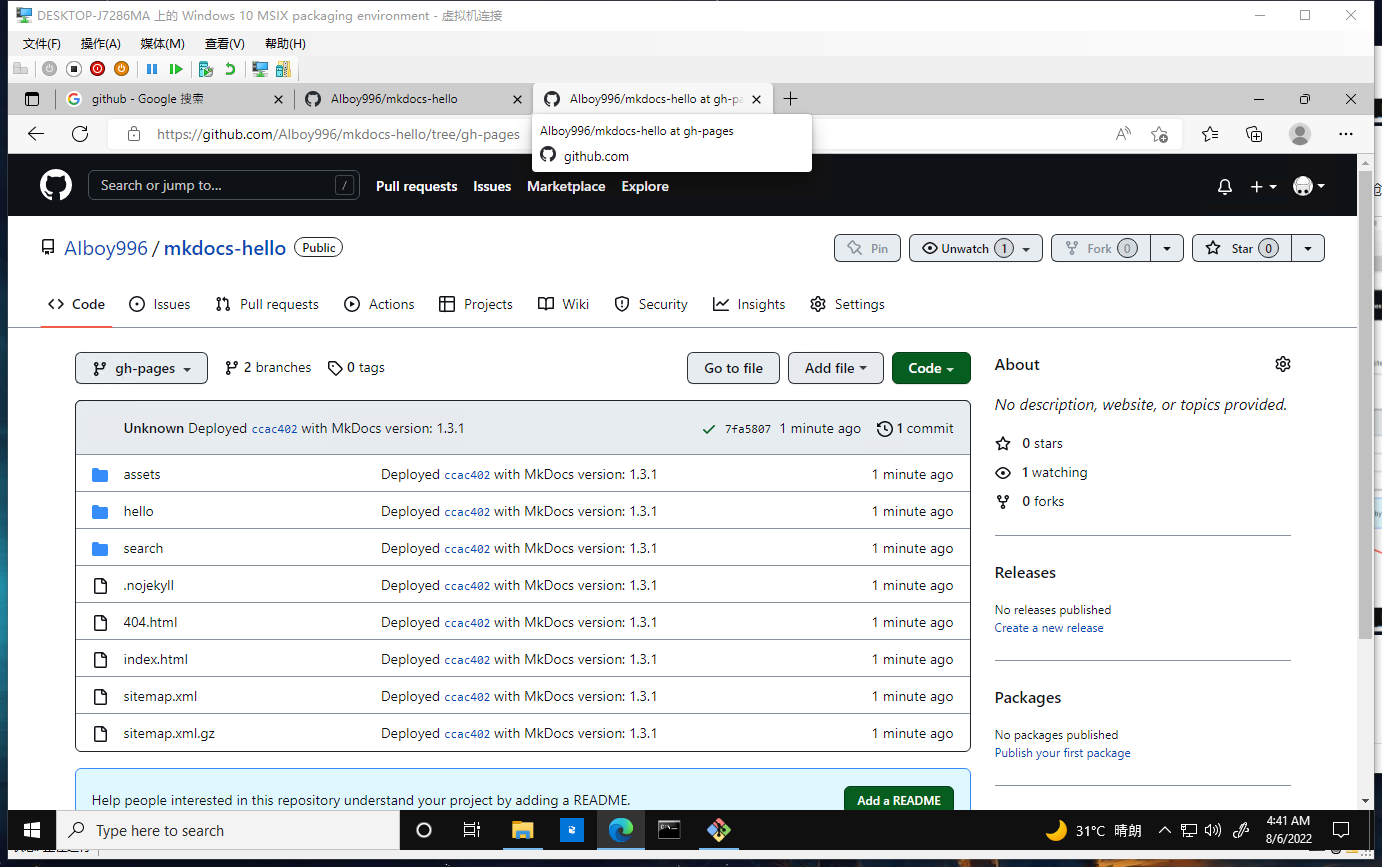 DESKTOP-J7286MA 上的 Windows 10 MSIX packaging environment - 虚拟机连接
文件(F) 操作(A) 媒体(M) 查看(V) 帮助(H)
github - Google 搜索 AIboy996/mkdocs-hello AIboy996/mkdocs-hello at gh-pa
https://github.com/AIboy996/mkdocs-hello/tree/gh-pages
AIboy996/mkdocs-hello at gh-pages
github.com
Search or jump to... / Pull requests Issues Marketplace Explore
AIboy996 / mkdocs-hello Public Pin Unwatch 1 Fork 0 Star 0
Code Issues Pull requests Actions Projects Wiki Security Insights Settings
gh-pages 2 branches 0 tags Go to file Add file Code
Unknown Deployed ccac402 with MkDocs version: 1.3.1 7fa5807 1 minute ago 1 commit
assets Deployed ccac402 with MkDocs version: 1.3.1 1 minute ago
hello Deployed ccac402 with MkDocs version: 1.3.1 1 minute ago
search Deployed ccac402 with MkDocs version: 1.3.1 1 minute ago
.nojekyll Deployed ccac402 with MkDocs version: 1.3.1 1 minute ago
404.html Deployed ccac402 with MkDocs version: 1.3.1 1 minute ago
index.html Deployed ccac402 with MkDocs version: 1.3.1 1 minute ago
sitemap.xml Deployed ccac402 with MkDocs version: 1.3.1 1 minute ago
sitemap.xml.gz Deployed ccac402 with MkDocs version: 1.3.1 1 minute ago
Help people interested in this repository understand your project by adding a README. Add a README
About
No description, website, or topics provided.
0 stars
1 watching
0 forks
Releases
No releases published
Create a new release
Packages
No packages published
Publish your first package
Type here to search 31°C 晴朗 4:41 AM
8/6/2022